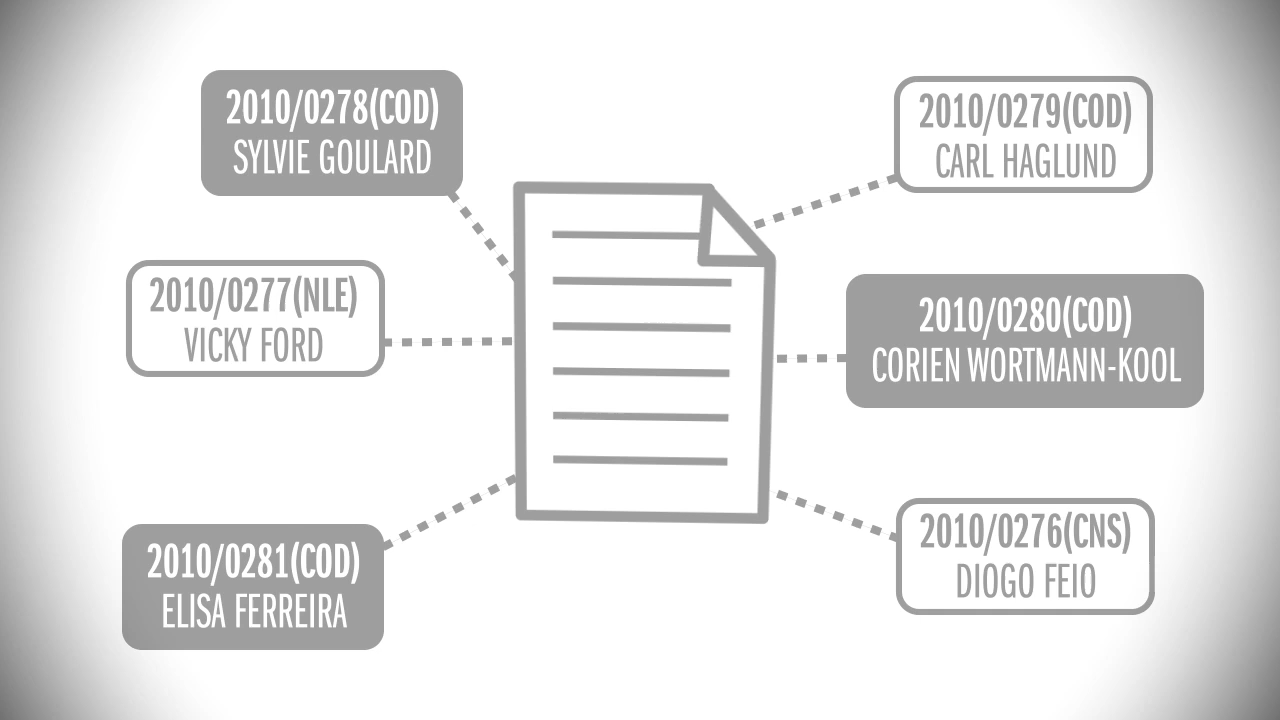 2010/0278(COD)
SYLVIE GOULARD
2010/0279(COD)
CARL HAGLUND
2010/0277(NLE)
VICKY FORD
2010/0280(COD)
CORIEN WORTMANN-KOOL
2010/0281(COD)
ELISA FERREIRA
2010/0276(CNS)
DIOGO FEIO